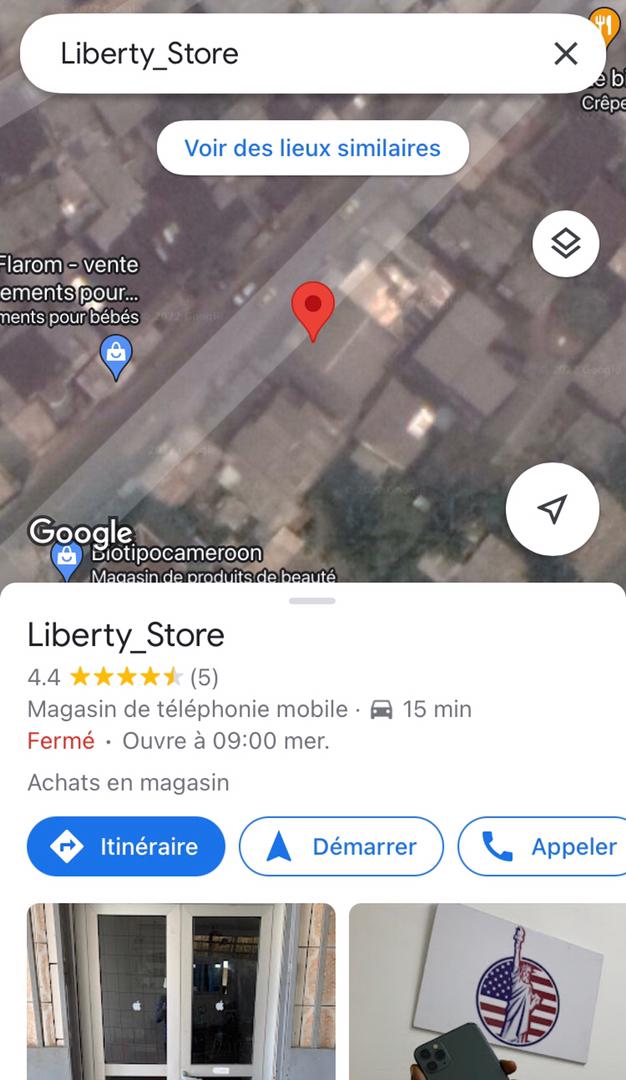 Liberty_Store
Crêpe
Voir des lieux similaires
Flarom - vente
ements pour...
ments pour bébés
© 2022 Google
Google
Biotipocameroon
Magasin de produits de beauté
Liberty_Store
4.4 (5)
Magasin de téléphonie mobile · 15 min
Fermé · Ouvre à 09:00 mer.
Achats en magasin
Itinéraire
Démarrer
Appeler